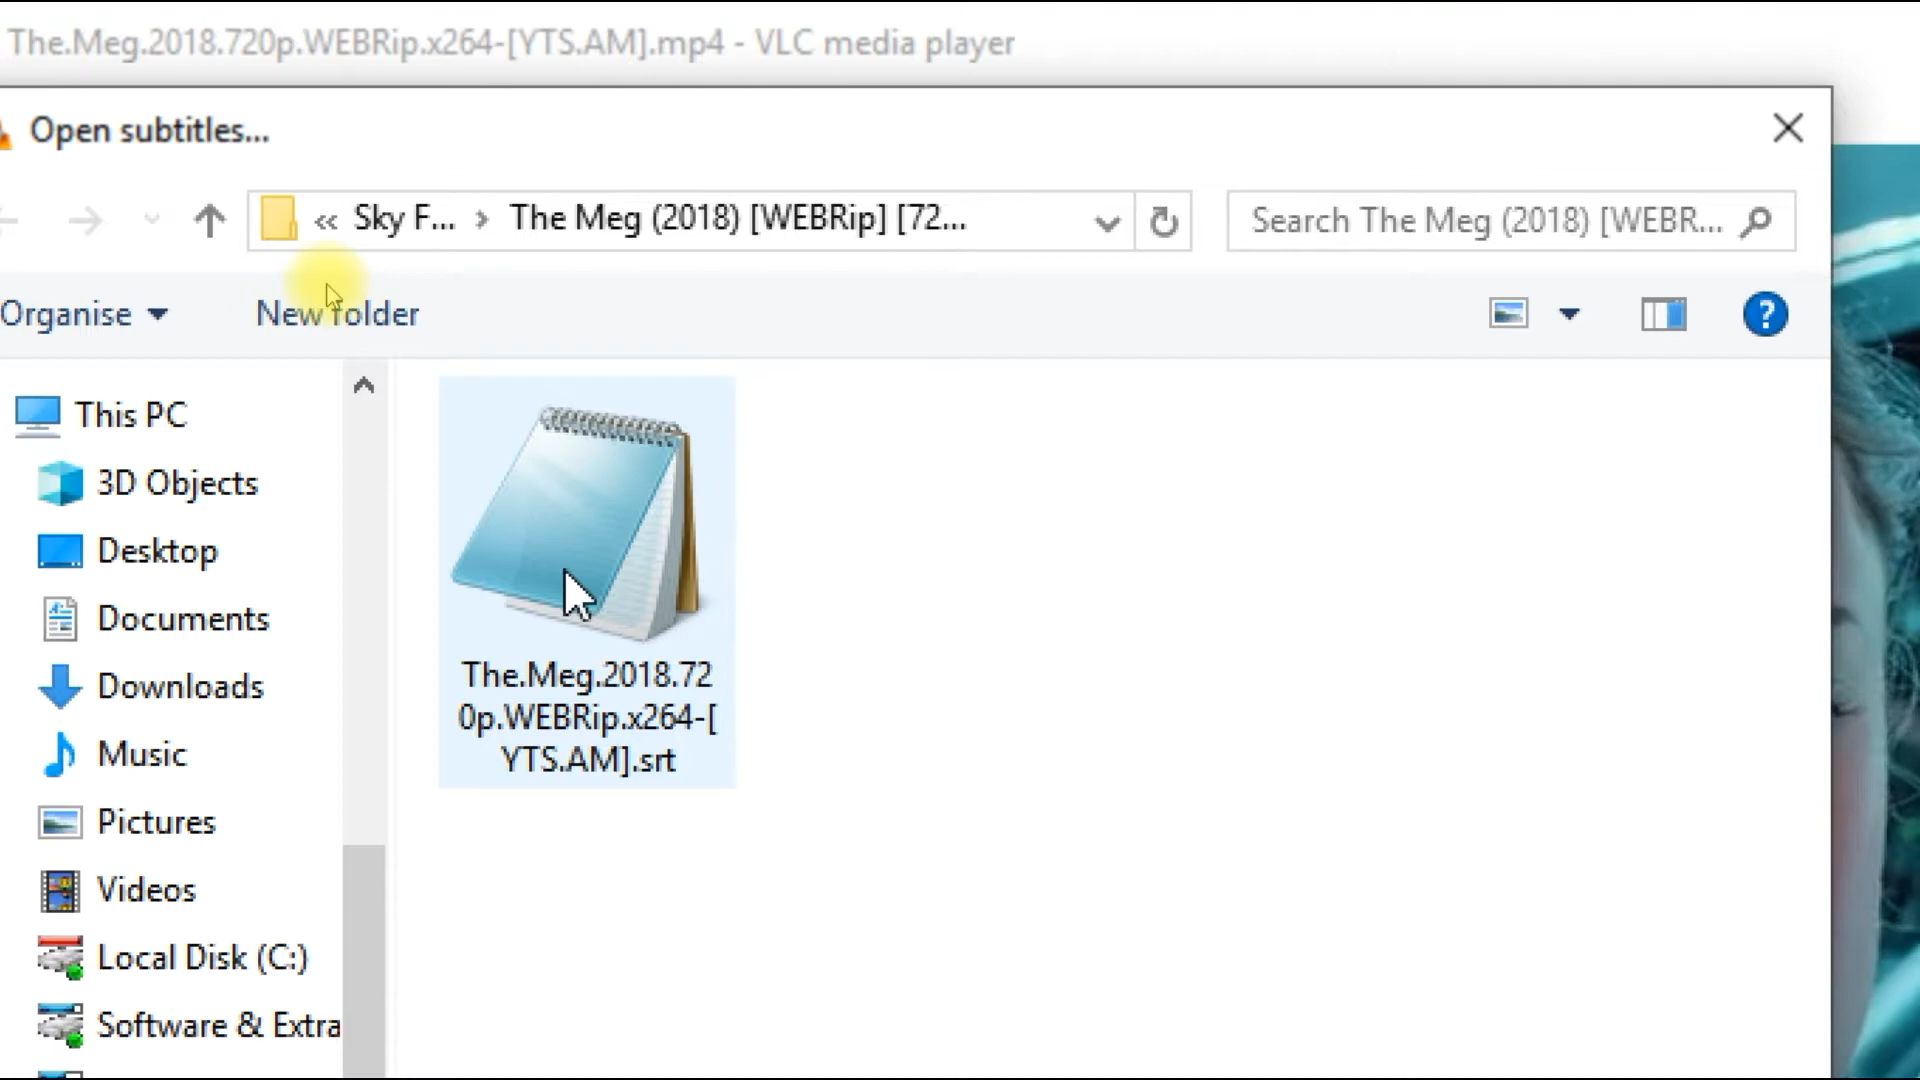 The.Meg.2018.720p.WEBRip.x264-[YTS.AM].mp4 - VLC media player
Open subtitles...
« Sky F... › The Meg (2018) [WEBRip] [72...
Search The Meg (2018) [WEBR...
Organise
New folder
?
This PC
3D Objects
Desktop
Documents
Downloads
Music
Pictures
Videos
Local Disk (C:)
Software & Extra
The.Meg.2018.72
0p.WEBRip.x264-[
YTS.AM].srt